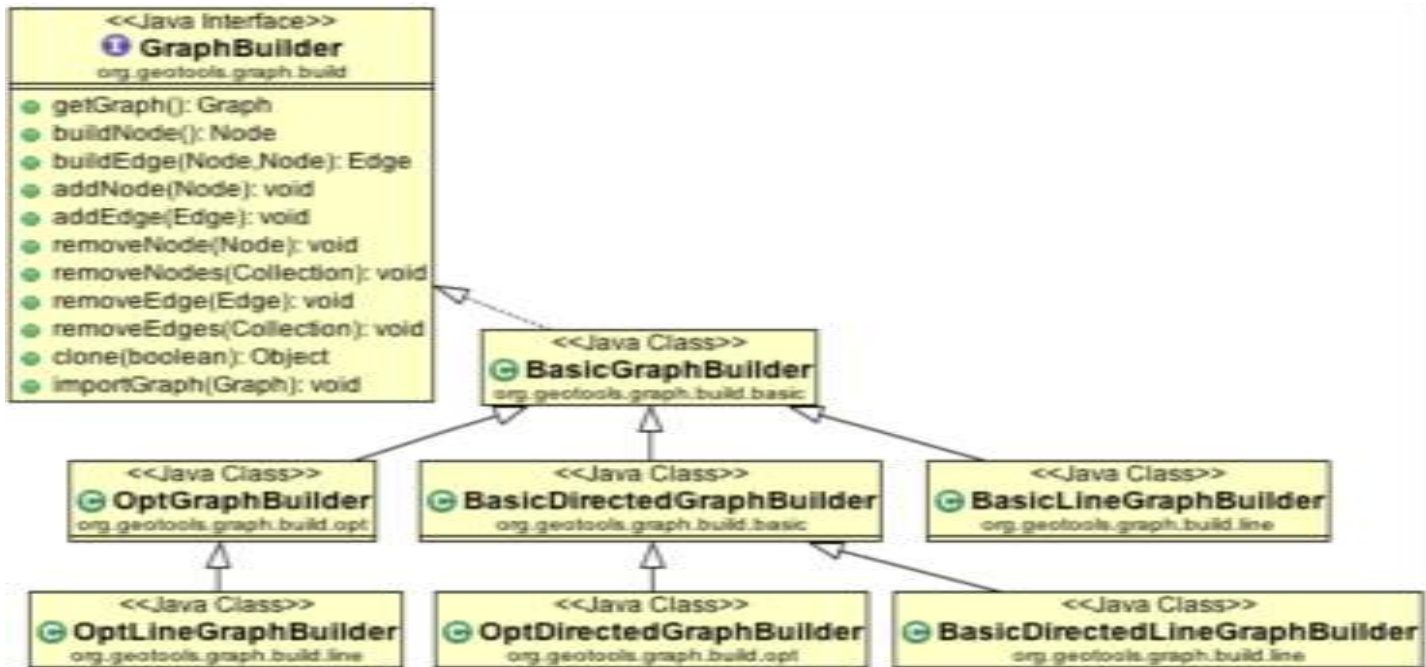 <<Java Interface>>
GraphBuilder
org.geotools.graph.build
getGraph(): Graph
buildNode(): Node
buildEdge(Node,Node): Edge
addNode(Node): void
addEdge(Edge): void
removeNode(Node): void
removeNodes(Collection): void
removeEdge(Edge): void
removeEdges(Collection): void
clone(boolean): Object
importGraph(Graph): void
<<Java Class>>
BasicGraphBuilder
org.geotools.graph.build.basic
<<Java Class>>
OptGraphBuilder
org.geotools.graph.build.opt
<<Java Class>>
BasicDirectedGraphBuilder
org.geotools.graph.build.basic
<<Java Class>>
BasicLineGraphBuilder
org.geotools.graph.build.line
<<Java Class>>
OptLineGraphBuilder
org.geotools.graph.build.line
<<Java Class>>
OptDirectedGraphBuilder
org.geotools.graph.build.opt
<<Java Class>>
BasicDirectedLineGraphBuilder
org.geotools.graph.build.line